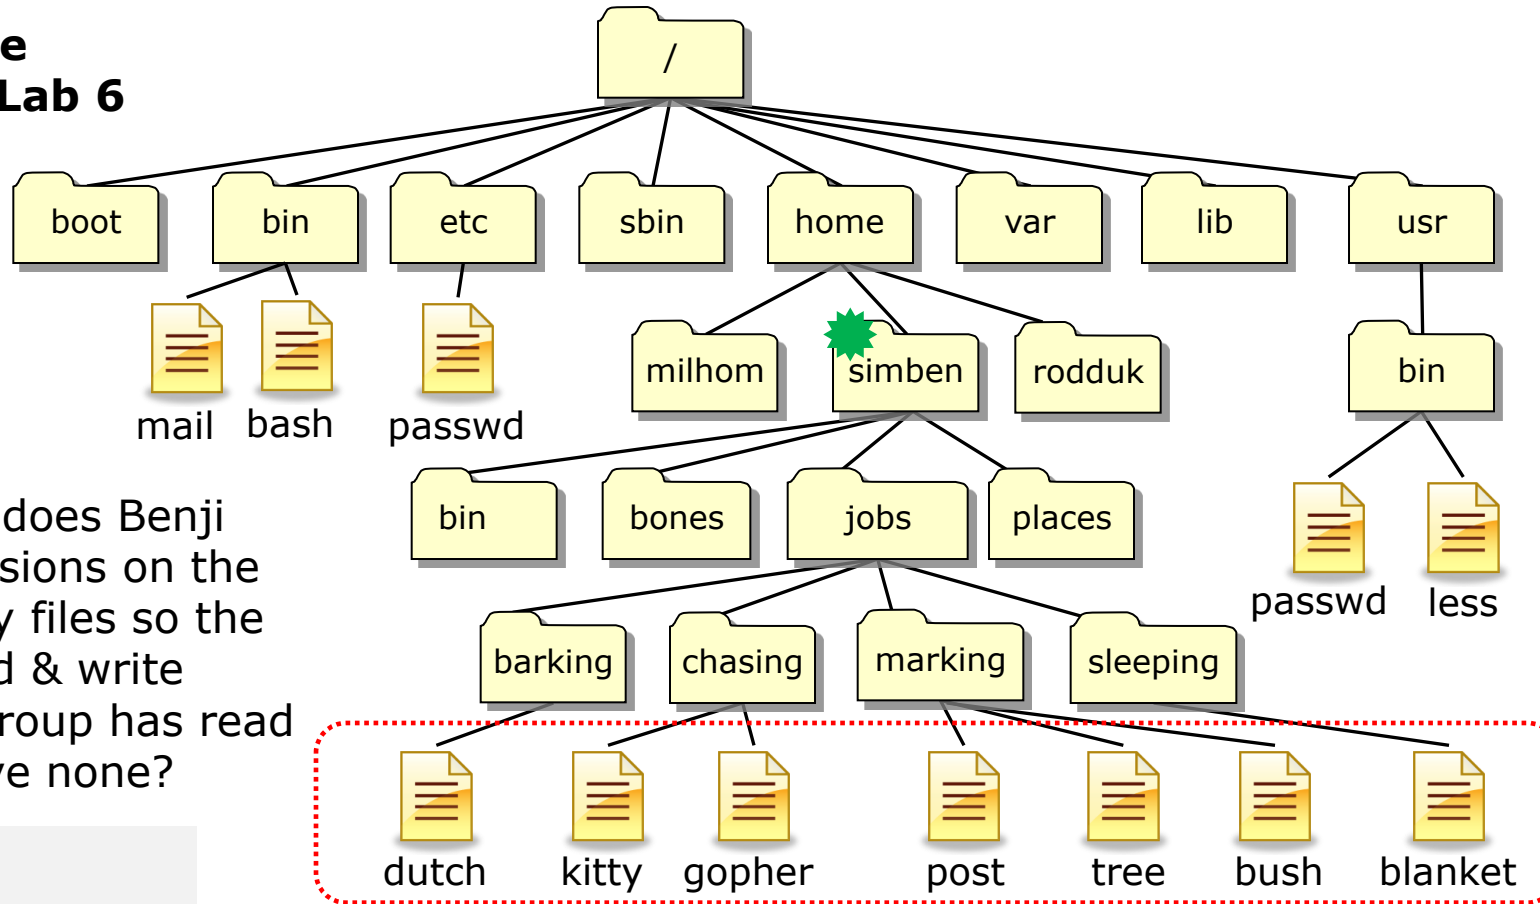 e
Lab 6
/
boot bin etc sbin home var lib usr
mail bash passwd
milhom simben rodduk bin
bin bones jobs places
passwd less
does Benji
sions on the
y files so the
d & write
roup has read
ve none?
barking chasing marking sleeping
dutch kitty gopher post tree bush blanket